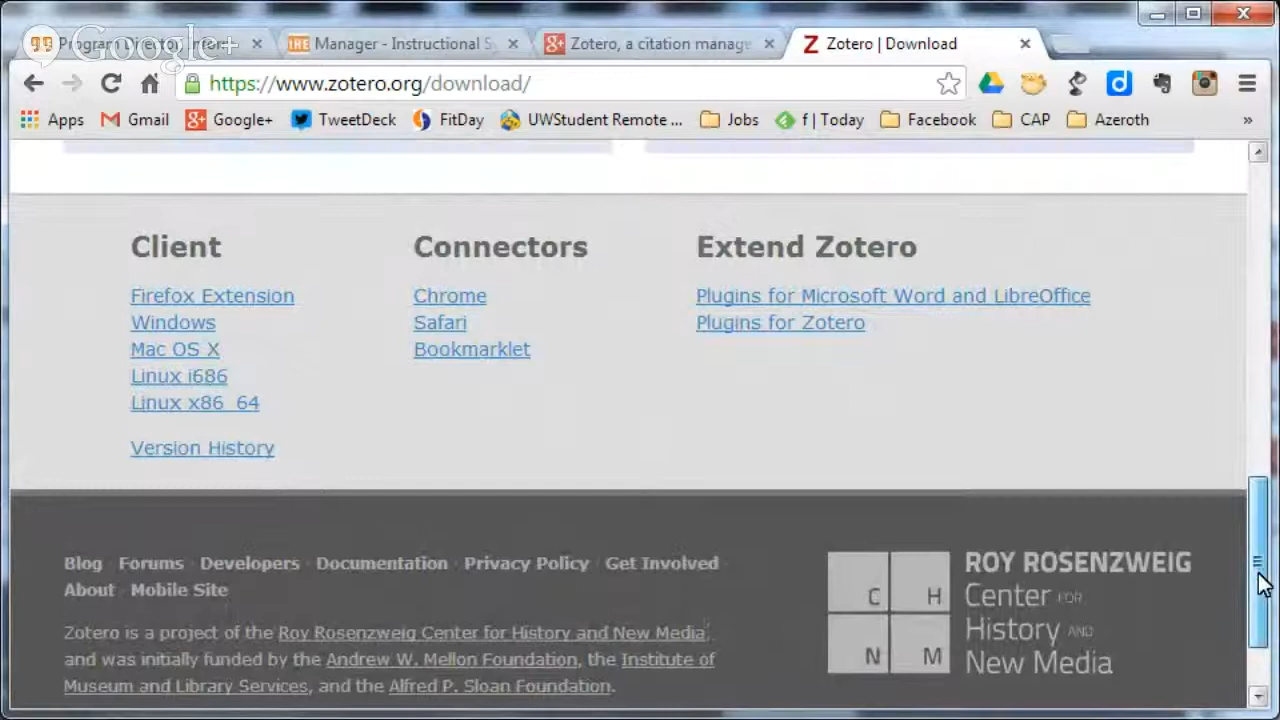 Google+
Program Director, Infor
Manager - Instructional S
Zotero, a citation manage
Zotero | Download
https://www.zotero.org/download/
Apps
Gmail
Google+
TweetDeck
FitDay
UWStudent Remote ...
Jobs
f | Today
Facebook
CAP
Azeroth
»
Client
Connectors
Extend Zotero
Firefox Extension
Chrome
Plugins for Microsoft Word and LibreOffice
Windows
Safari
Plugins for Zotero
Mac OS X
Bookmarklet
Linux i686
Linux x86_64
Version History
Blog Forums Developers Documentation Privacy Policy Get Involved
About Mobile Site
Zotero is a project of the Roy Rosenzweig Center for History and New Media,
and was initially funded by the Andrew W. Mellon Foundation, the Institute of
Museum and Library Services, and the Alfred P. Sloan Foundation.
C H
N M
ROY ROSENZWEIG
Center FOR
History AND
New Media